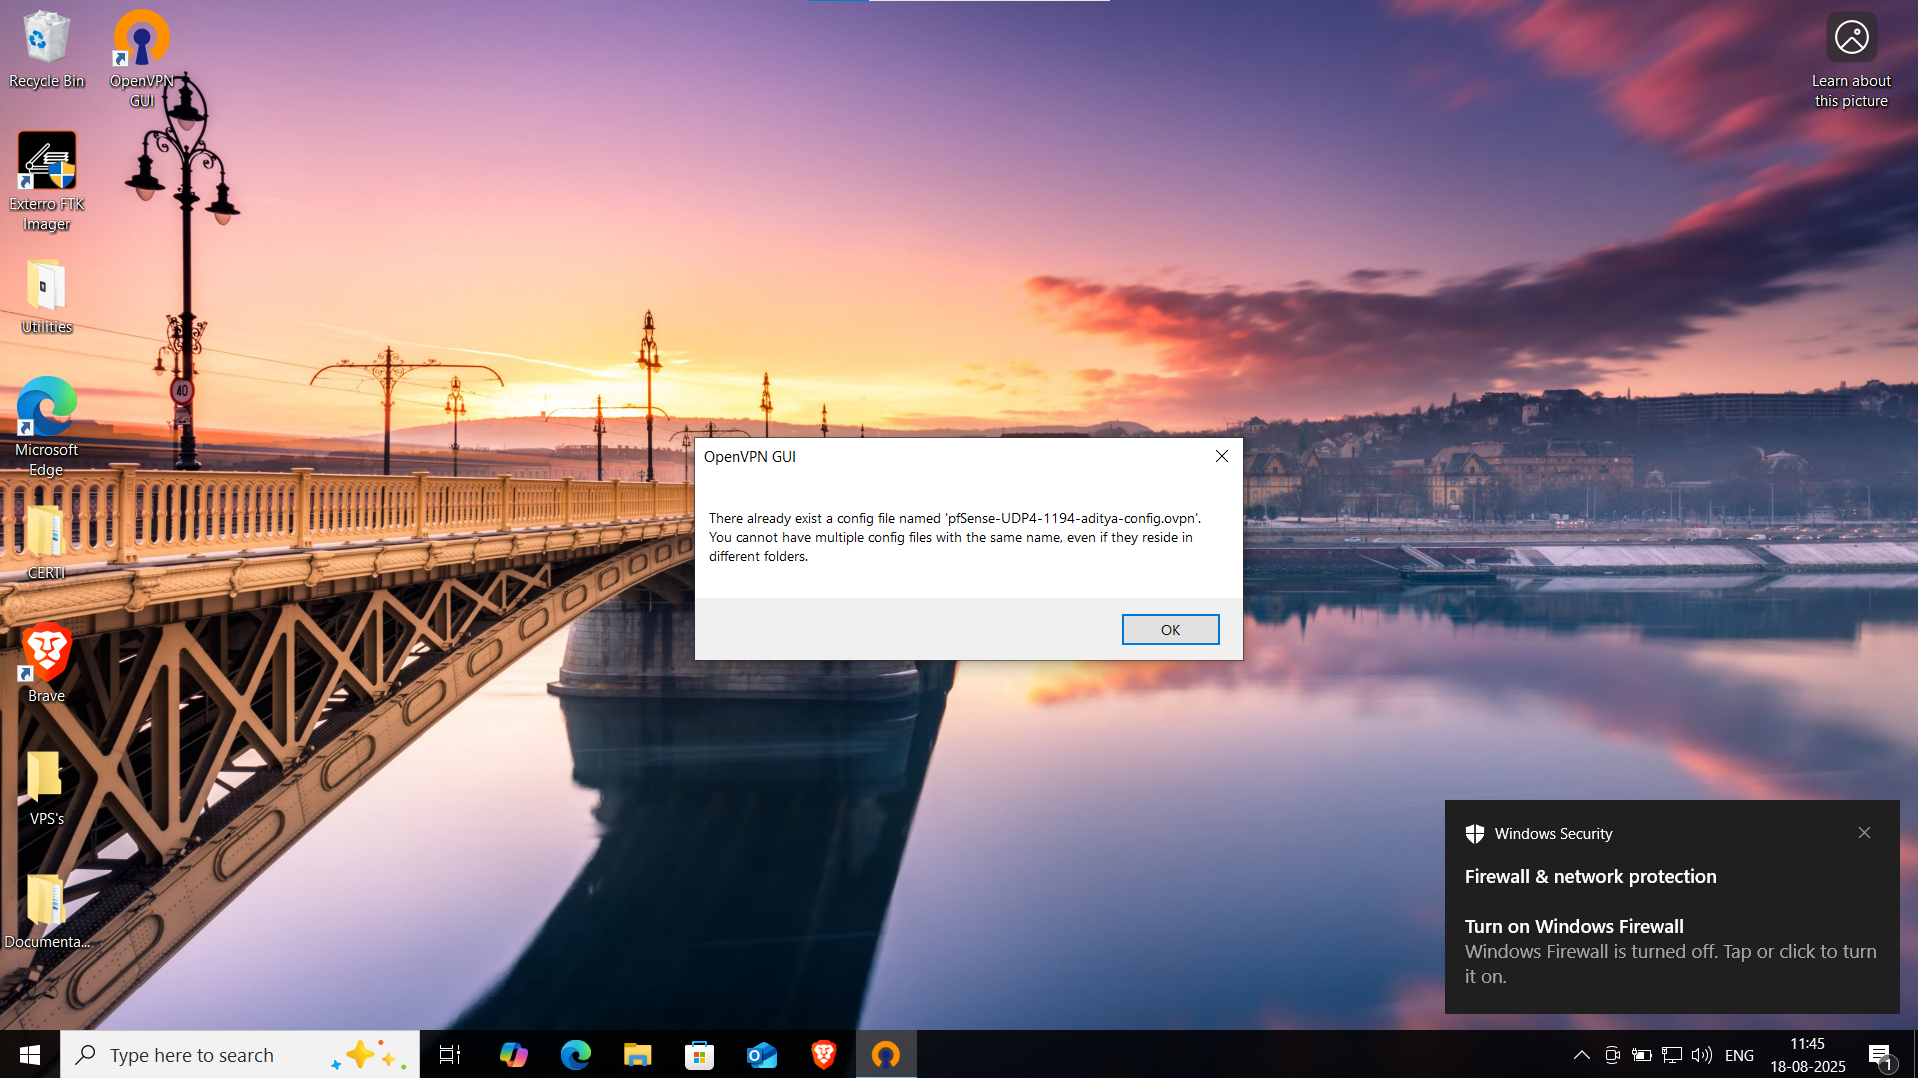 Recycle Bin
OpenVPN
GUI
Exterro FTK
Imager
Utilities
Microsoft
Edge
CERTI
Brave
VPS's
Documenta...
Learn about
this picture
40
OpenVPN GUI
There already exist a config file named 'pfSense-UDP4-1194-aditya-config.ovpn'.
You cannot have multiple config files with the same name, even if they reside in
different folders.
OK
Windows Security
Firewall & network protection
Turn on Windows Firewall
Windows Firewall is turned off. Tap or click to turn
it on.
Type here to search
ENG
11:45
18-08-2025
1